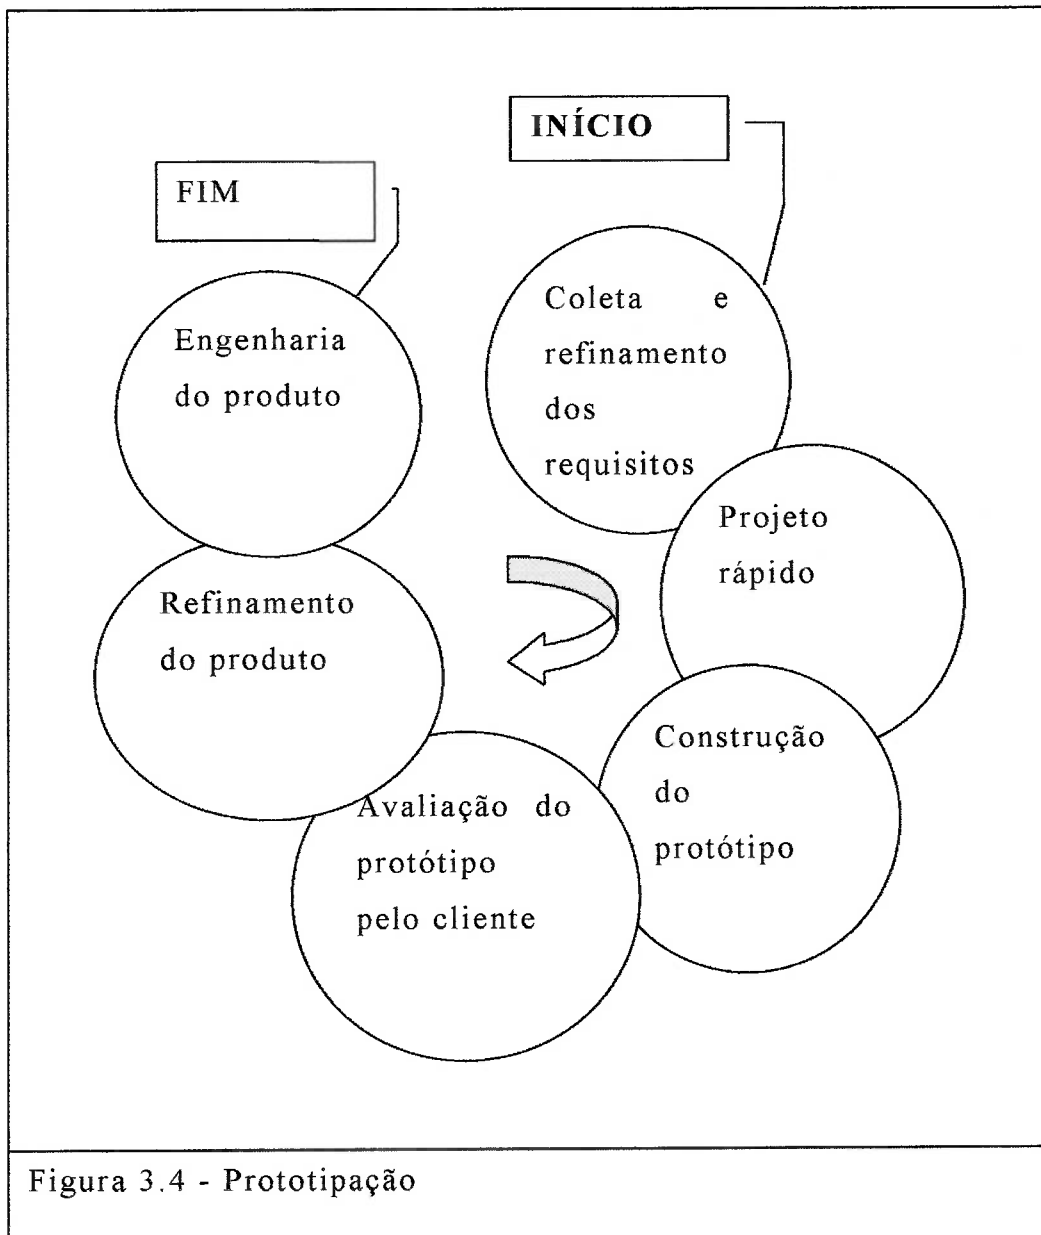 INÍCIO
FIM
Coleta e
refinamento
dos
requisitos
Projeto
rápido
Construção
do
protótipo
Avaliação do
protótipo
pelo cliente
Refinamento
do produto
Engenharia
do produto
Figura 3.4 - Prototipação